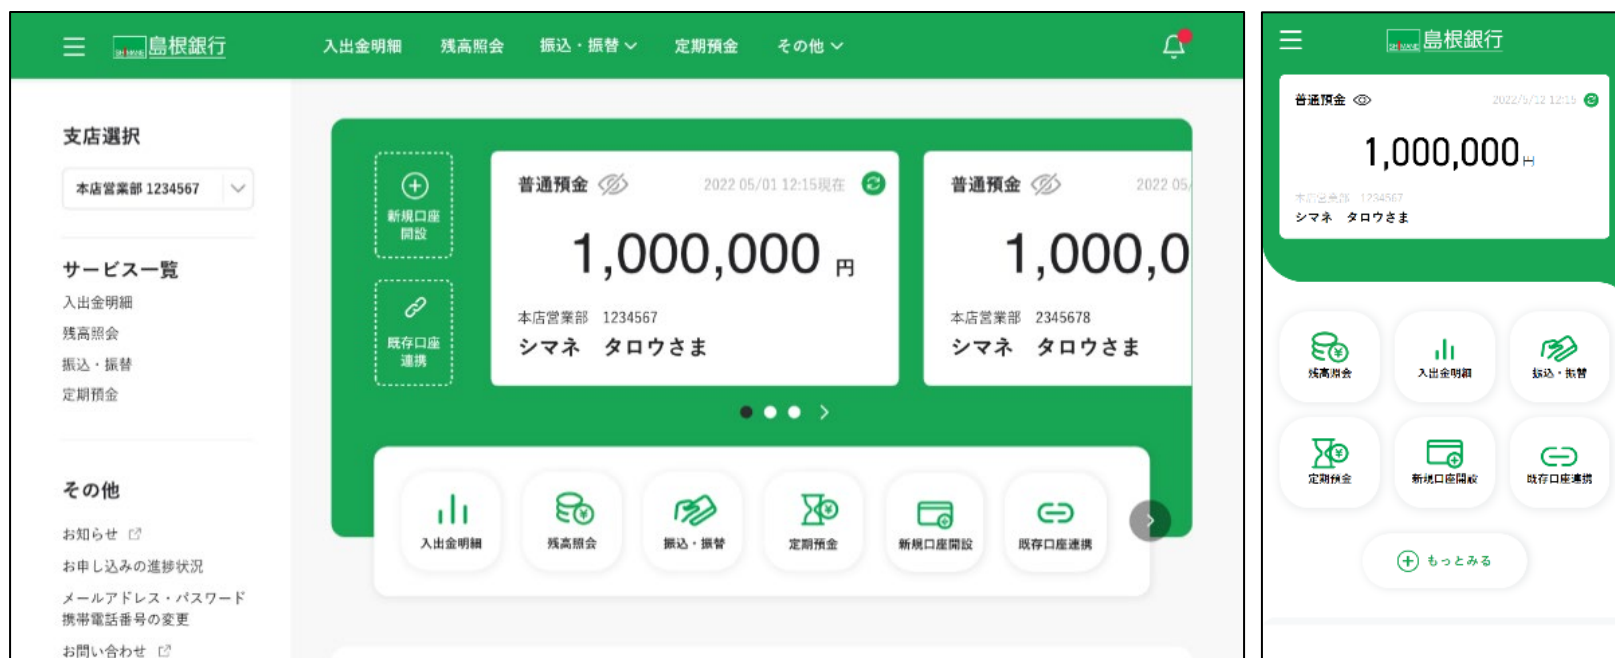 SHIMANE 島根銀行
入出金明細 残高照会 振込・振替 定期預金 その他
支店選択
本店営業部 1234567
サービス一覧
入出金明細
残高照会
振込・振替
定期預金
その他
お知らせ
お申し込みの進捗状況
メールアドレス・パスワード
携帯電話番号の変更
お問い合わせ
新規口座
開設
既存口座
連携
普通預金 2022 05/01 12:15現在
1,000,000 円
本店営業部 1234567
シマネ タロウさま
普通預金 2022 05/
1,000,0
本店営業部 2345678
シマネ タロウさま
入出金明細 残高照会 振込・振替 定期預金 新規口座開設 既存口座連携
SHIMANE 島根銀行
普通預金 2022/5/12 12:15
1,000,000円
本店営業部 1234567
シマネ タロウさま
残高照会 入出金明細 振込・振替
定期預金 新規口座開設 既存口座連携
もっとみる